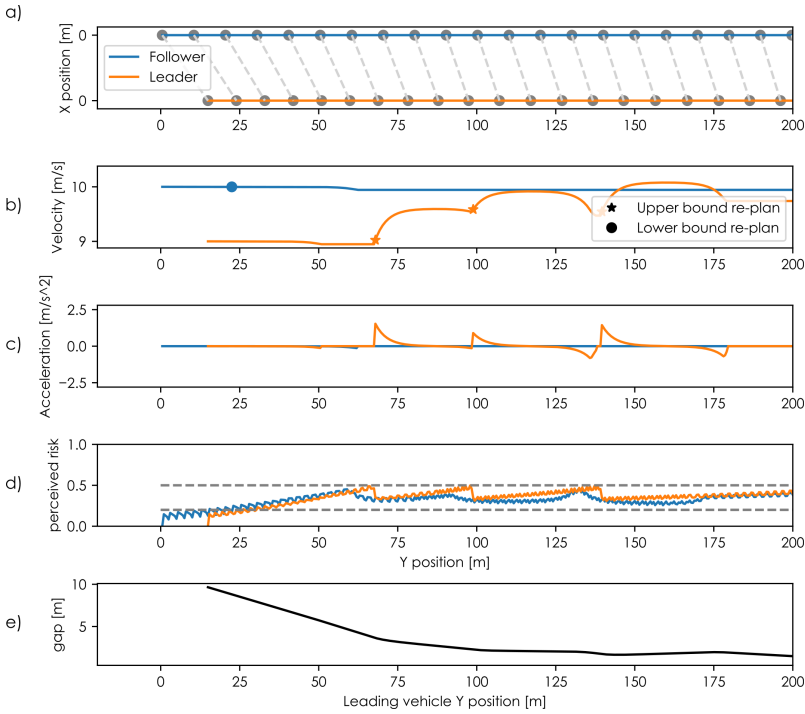 a)
X position [m]
0
0
Follower
Leader
0 25 50 75 100 125 150 175 200
b)
Velocity [m/s]
10
9
Upper bound re-plan
Lower bound re-plan
0 25 50 75 100 125 150 175 200
c)
Acceleration [m/s^2]
2.5
0.0
−2.5
0 25 50 75 100 125 150 175 200
d)
perceived risk
1.0
0.5
0.0
0 25 50 75 100 125 150 175 200
Y position [m]
e)
gap [m]
10
5
0 25 50 75 100 125 150 175 200
Leading vehicle Y position [m]